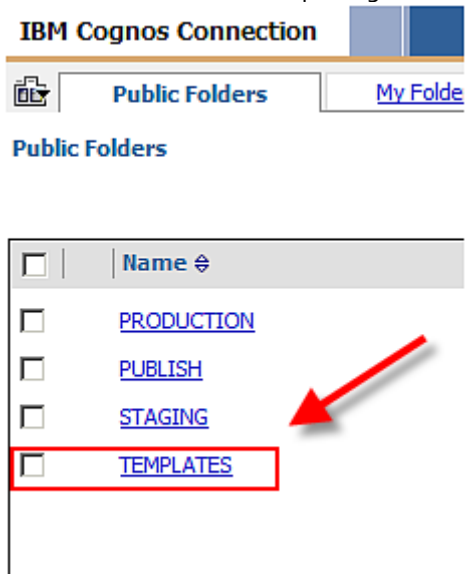 IBM Cognos Connection
Public Folders My Folde
Public Folders
Name
PRODUCTION
PUBLISH
STAGING
TEMPLATES